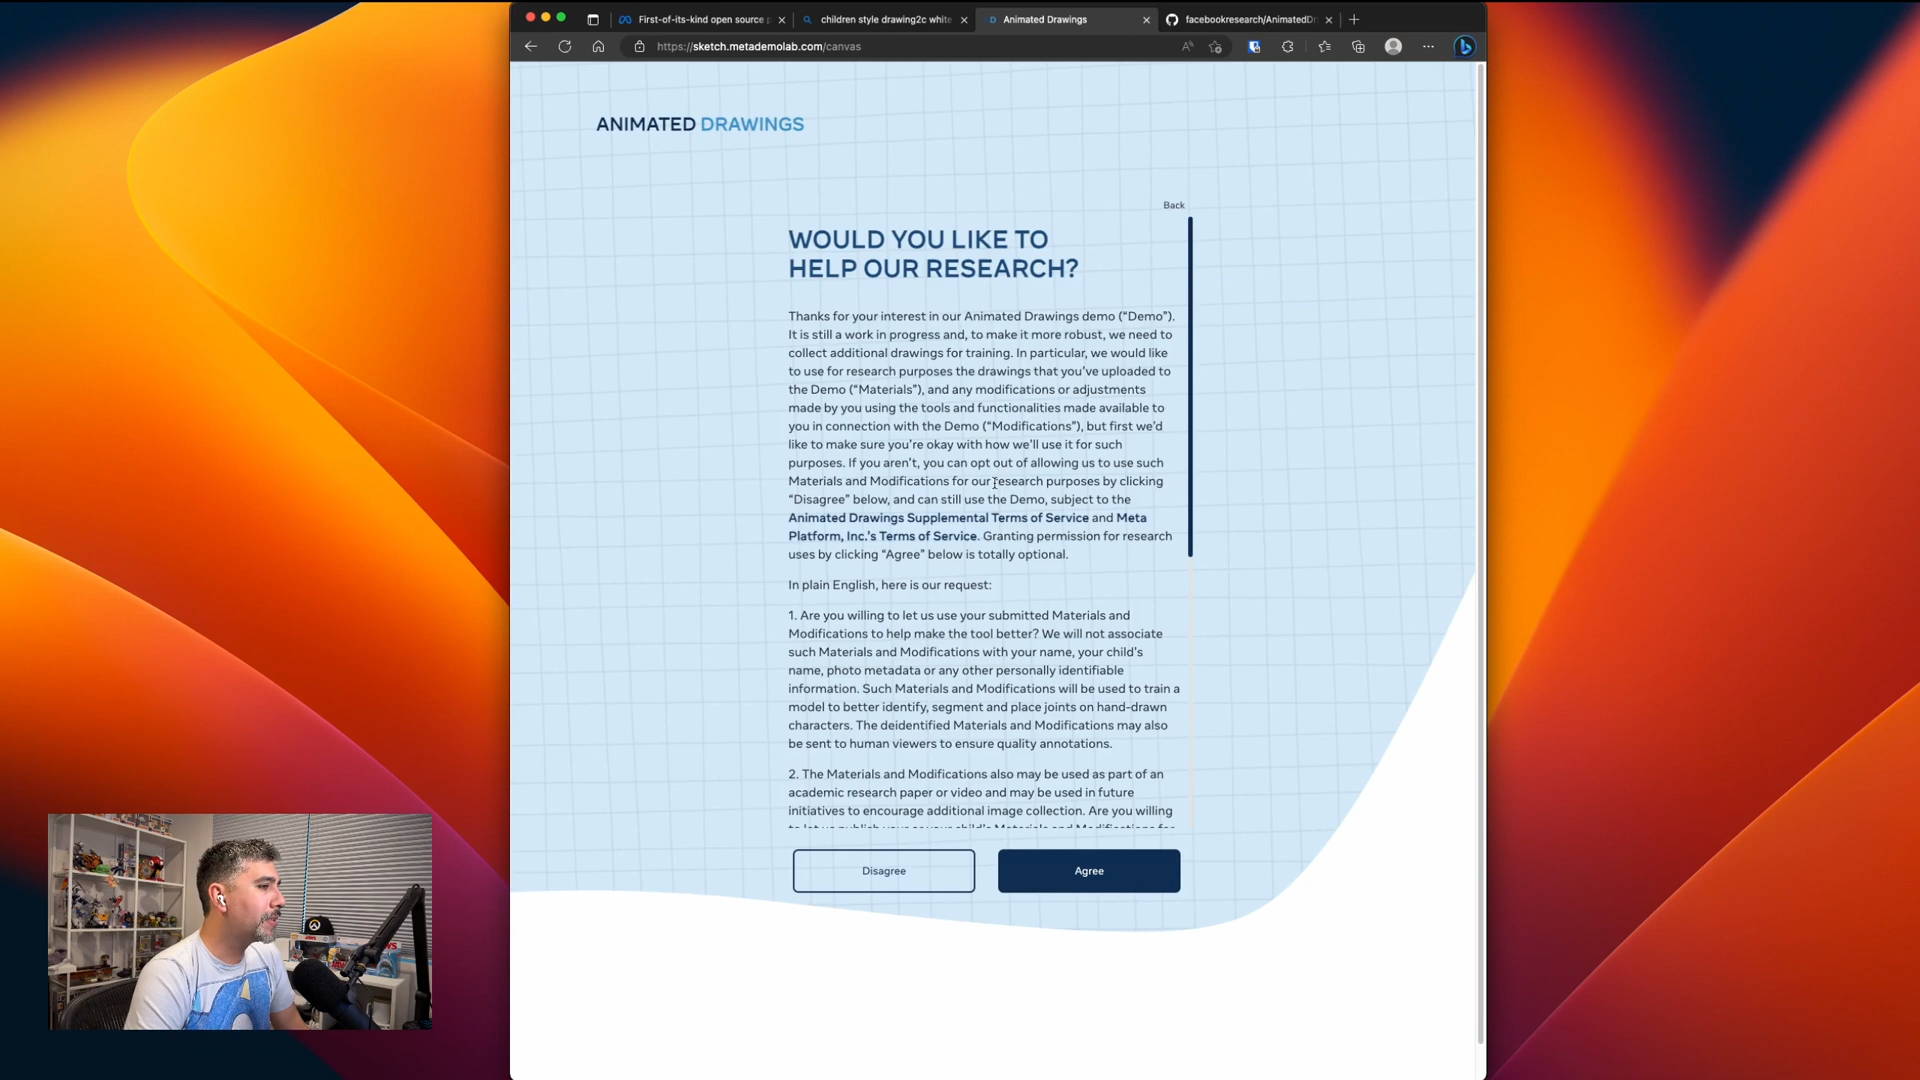 First-of-its-kind open source p
children style drawing2c white
Animated Drawings
facebookresearch/AnimatedDr
https://sketch.metademolab.com/canvas
ANIMATED DRAWINGS
Back
WOULD YOU LIKE TO
HELP OUR RESEARCH?
Thanks for your interest in our Animated Drawings demo (“Demo”).
It is still a work in progress and, to make it more robust, we need to
collect additional drawings for training. In particular, we would like
to use for research purposes the drawings that you’ve uploaded to
the Demo (“Materials”), and any modifications or adjustments
made by you using the tools and functionalities made available to
you in connection with the Demo (“Modifications”), but first we’d
like to make sure you’re okay with how we’ll use it for such
purposes. If you aren’t, you can opt out of allowing us to use such
Materials and Modifications for our research purposes by clicking
“Disagree” below, and can still use the Demo, subject to the
Animated Drawings Supplemental Terms of Service and Meta
Platform, Inc.’s Terms of Service. Granting permission for research
uses by clicking “Agree” below is totally optional.
In plain English, here is our request:
1. Are you willing to let us use your submitted Materials and
Modifications to help make the tool better? We will not associate
such Materials and Modifications with your name, your child’s
name, photo metadata or any other personally identifiable
information. Such Materials and Modifications will be used to train a
model to better identify, segment and place joints on hand-drawn
characters. The deidentified Materials and Modifications may also
be sent to human viewers to ensure quality annotations.
2. The Materials and Modifications also may be used as part of an
academic research paper or video and may be used in future
initiatives to encourage additional image collection. Are you willing
to let us publish your or your child’s Materials and Modifications for
Disagree
Agree